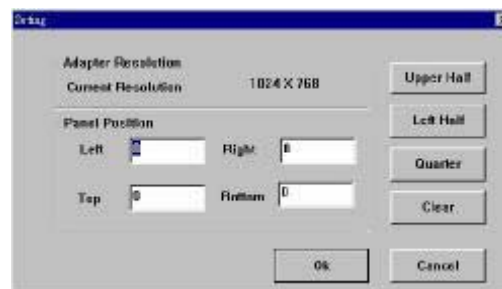 Setting
Adapter Resolution
Current Resolution 1024 X 768
Upper Half
Panel Position
Left Half
Left 0 Right 0
Quarter
Top 0 Bottom 0
Clear
Ok Cancel